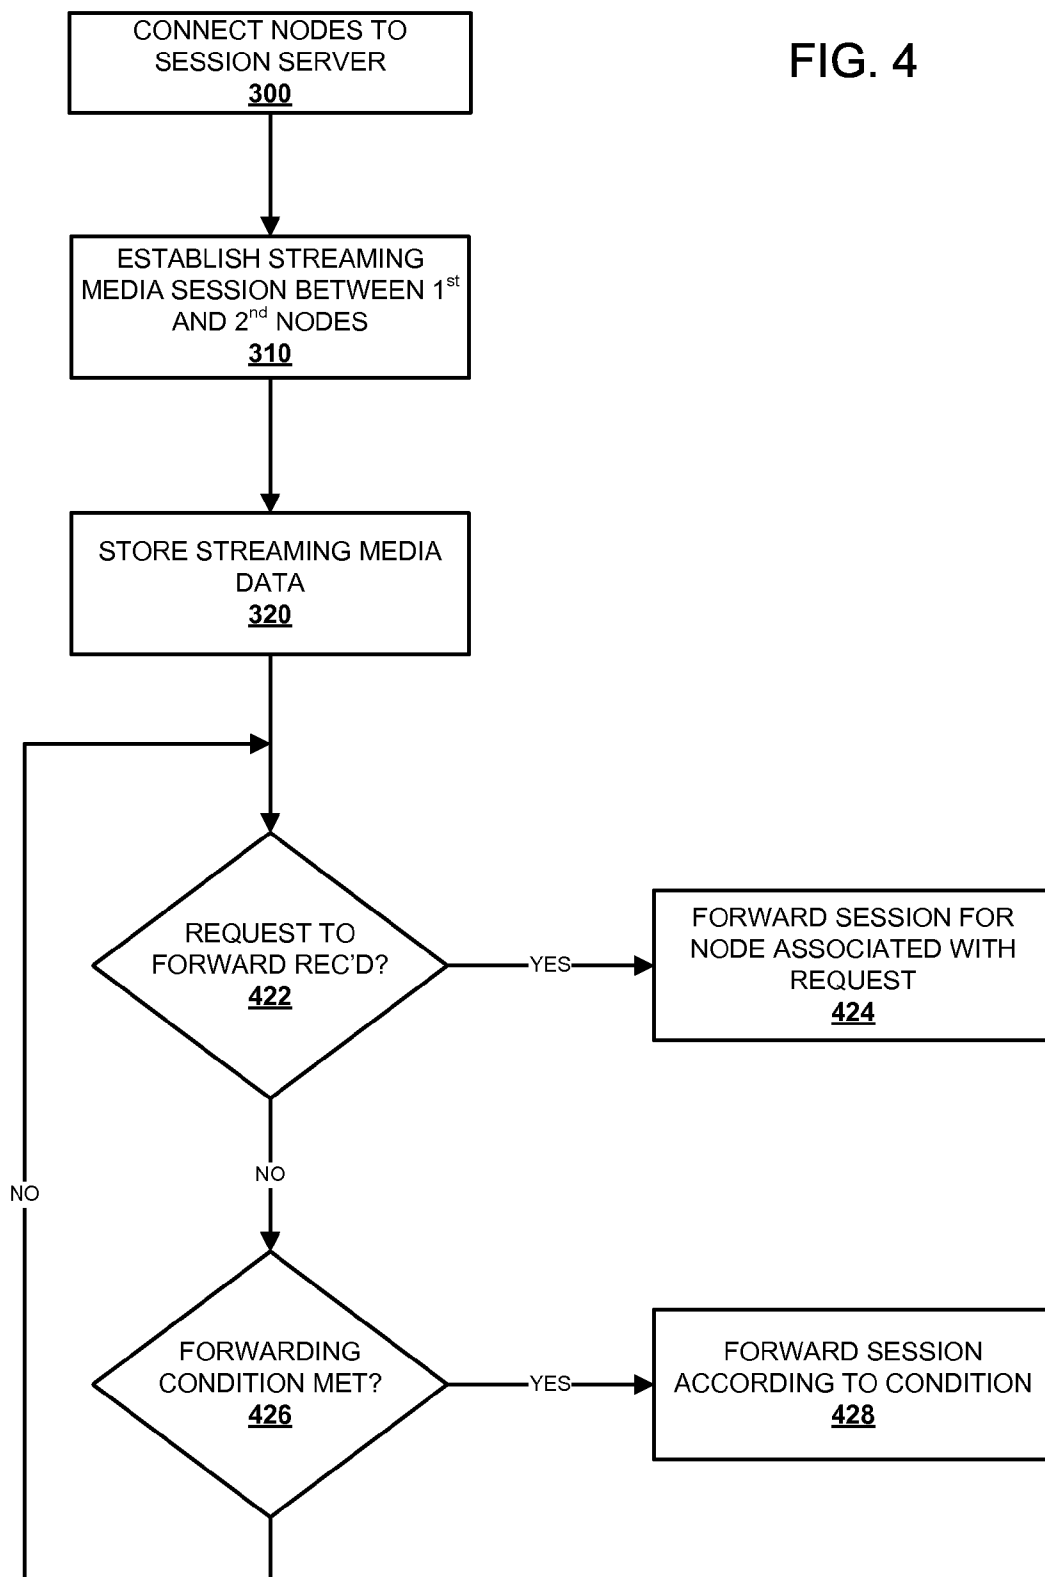 CONNECT NODES TO
SESSION SERVER
300
FIG. 4
ESTABLISH STREAMING
MEDIA SESSION BETWEEN 1st
AND 2nd NODES
310
STORE STREAMING MEDIA
DATA
320
REQUEST TO
FORWARD REC'D?
422
YES
FORWARD SESSION FOR
NODE ASSOCIATED WITH
REQUEST
424
NO
NO
FORWARDING
CONDITION MET?
426
YES
FORWARD SESSION
ACCORDING TO CONDITION
428